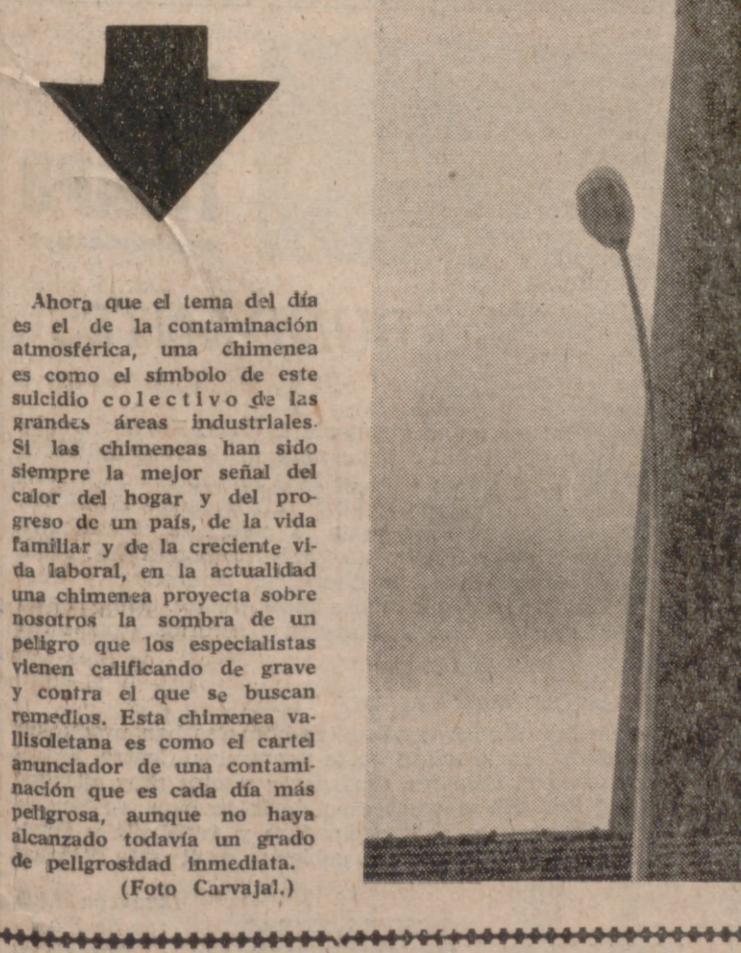 Ahora que el tema del día
es el de la contaminación
atmosférica, una chimenea
es como el símbolo de este
suicidio colectivo de las
grandes áreas industriales.
Si las chimeneas han sido
siempre la mejor señal del
calor del hogar y del pro-
greso de un país, de la vida
familiar y de la creciente vi-
da laboral, en la actualidad
una chimenea proyecta sobre
nosotros la sombra de un
peligro que los especialistas
vienen calificando de grave
y contra el que se buscan
remedios. Esta chimenea va-
llisoletana es como el cartel
anunciador de una contami-
nación que es cada día más
peligrosa, aunque no haya
alcanzado todavía un grado
de peligrosidad inmediata.
(Foto Carvajal.)